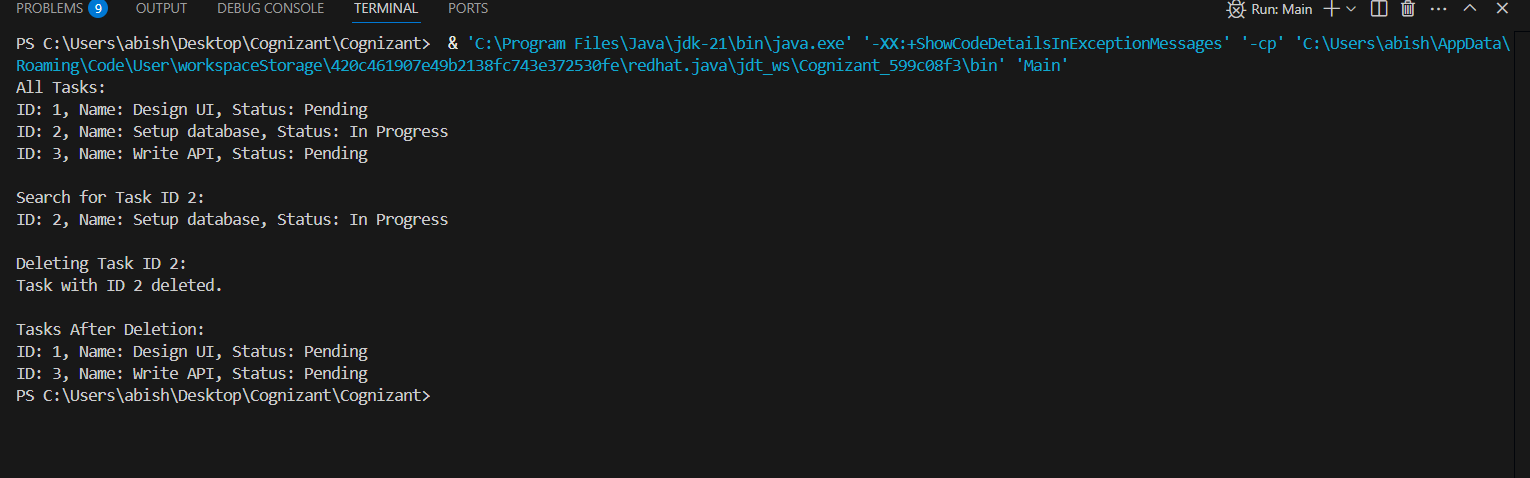 PROBLEMS 9 OUTPUT DEBUG CONSOLE TERMINAL PORTS Run: Main
PS C:\Users\abish\Desktop\Cognizant\Cognizant>  & 'C:\Program Files\Java\jdk-21\bin\java.exe' '-XX:+ShowCodeDetailsInExceptionMessages' '-cp' 'C:\Users\abish\AppData\
Roaming\Code\User\workspaceStorage\420c461907e49b2138fc743e372530fe\redhat.java\jdt_ws\Cognizant_599c08f3\bin' 'Main'
All Tasks:
ID: 1, Name: Design UI, Status: Pending
ID: 2, Name: Setup database, Status: In Progress
ID: 3, Name: Write API, Status: Pending

Search for Task ID 2:
ID: 2, Name: Setup database, Status: In Progress

Deleting Task ID 2:
Task with ID 2 deleted.

Tasks After Deletion:
ID: 1, Name: Design UI, Status: Pending
ID: 3, Name: Write API, Status: Pending
PS C:\Users\abish\Desktop\Cognizant\Cognizant>